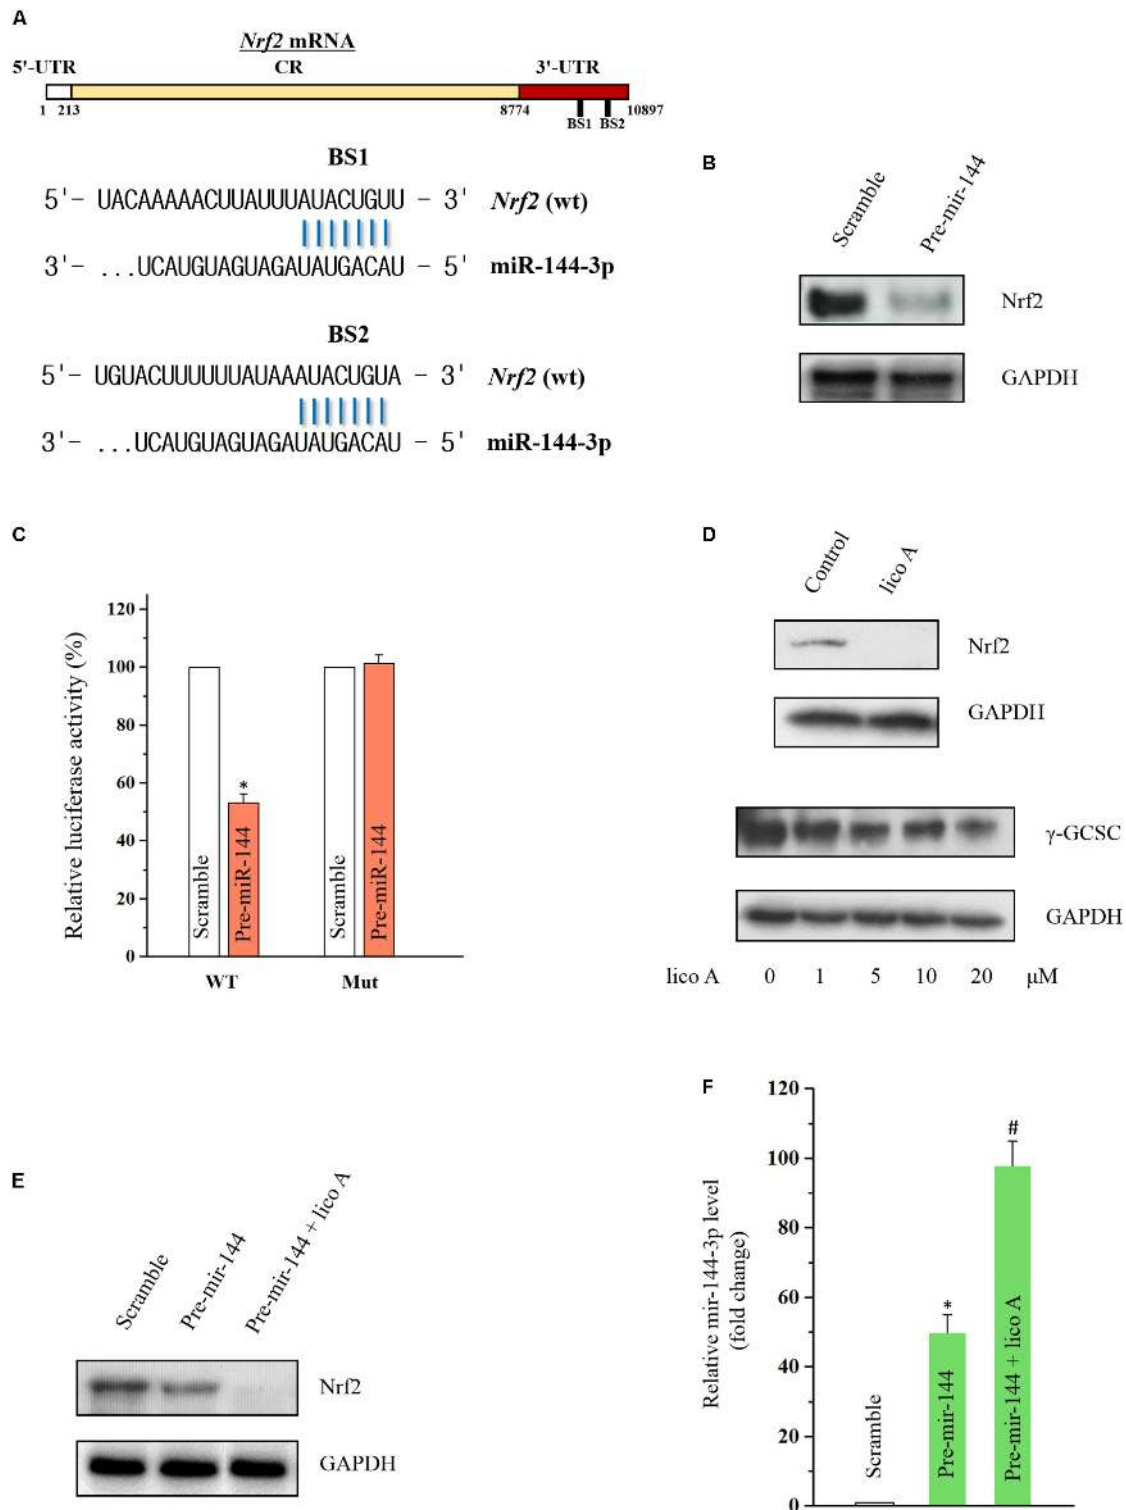 A
Nrf2 mRNA
5'-UTR CR 3'-UTR
1 213 8774 10897
BS1 BS2
BS1
5'- UACAAAAACUUAUUUAUACUGUU - 3' Nrf2 (wt)
3'- ...UCAUGUAGUAGAUAUGACAU - 5' miR-144-3p
BS2
5'- UGUACUUUUUUAUAAAUACUGUA - 3' Nrf2 (wt)
3'- ...UCAUGUAGUAGAUAUGACAU - 5' miR-144-3p
B
Scramble Pre-mir-144
Nrf2
GAPDH
C
Relative luciferase activity (%)
120
100
80
60
40
20
0
*
Scramble Pre-miR-144 Scramble Pre-miR-144
WT Mut
D
Control lico A
Nrf2
GAPDH
γ-GCSC
GAPDH
lico A 0 1 5 10 20 μM
E
Scramble Pre-mir-144 Pre-mir-144 + lico A
Nrf2
GAPDH
F
Relative mir-144-3p level
(fold change)
120
100
80
60
40
20
0
* #
Scramble Pre-mir-144 Pre-mir-144 + lico A